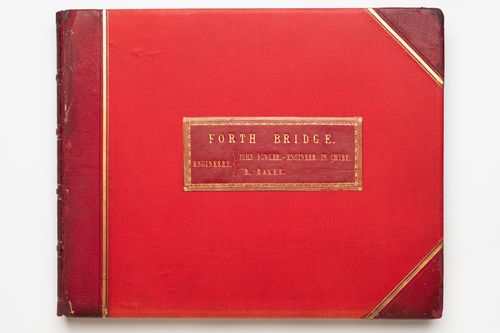 FORTH BRIDGE.
ENGINEERS. { JOHN FOWLER.—ENGINEER IN CHIEF.
B. BAKER.